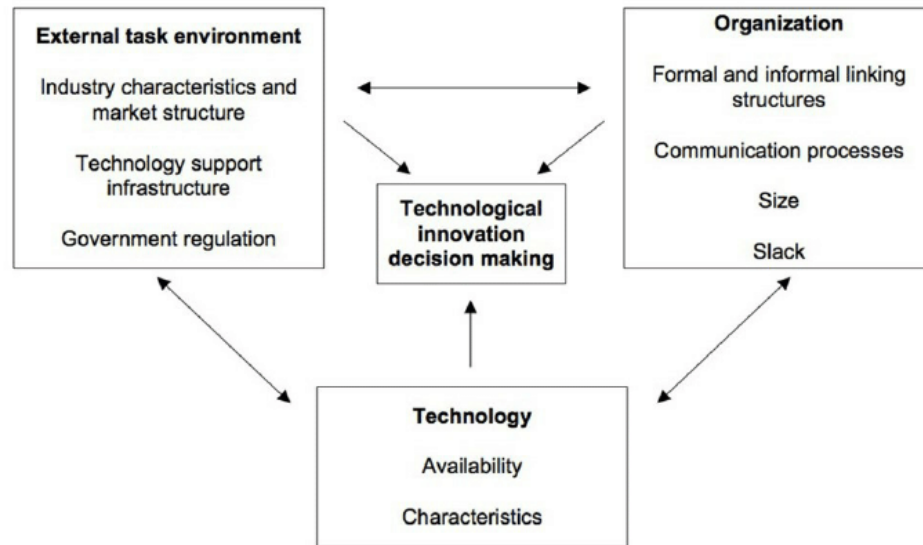 External task environment
Industry characteristics and
market structure
Technology support
infrastructure
Government regulation
Organization
Formal and informal linking
structures
Communication processes
Size
Slack
Technological
innovation
decision making
Technology
Availability
Characteristics